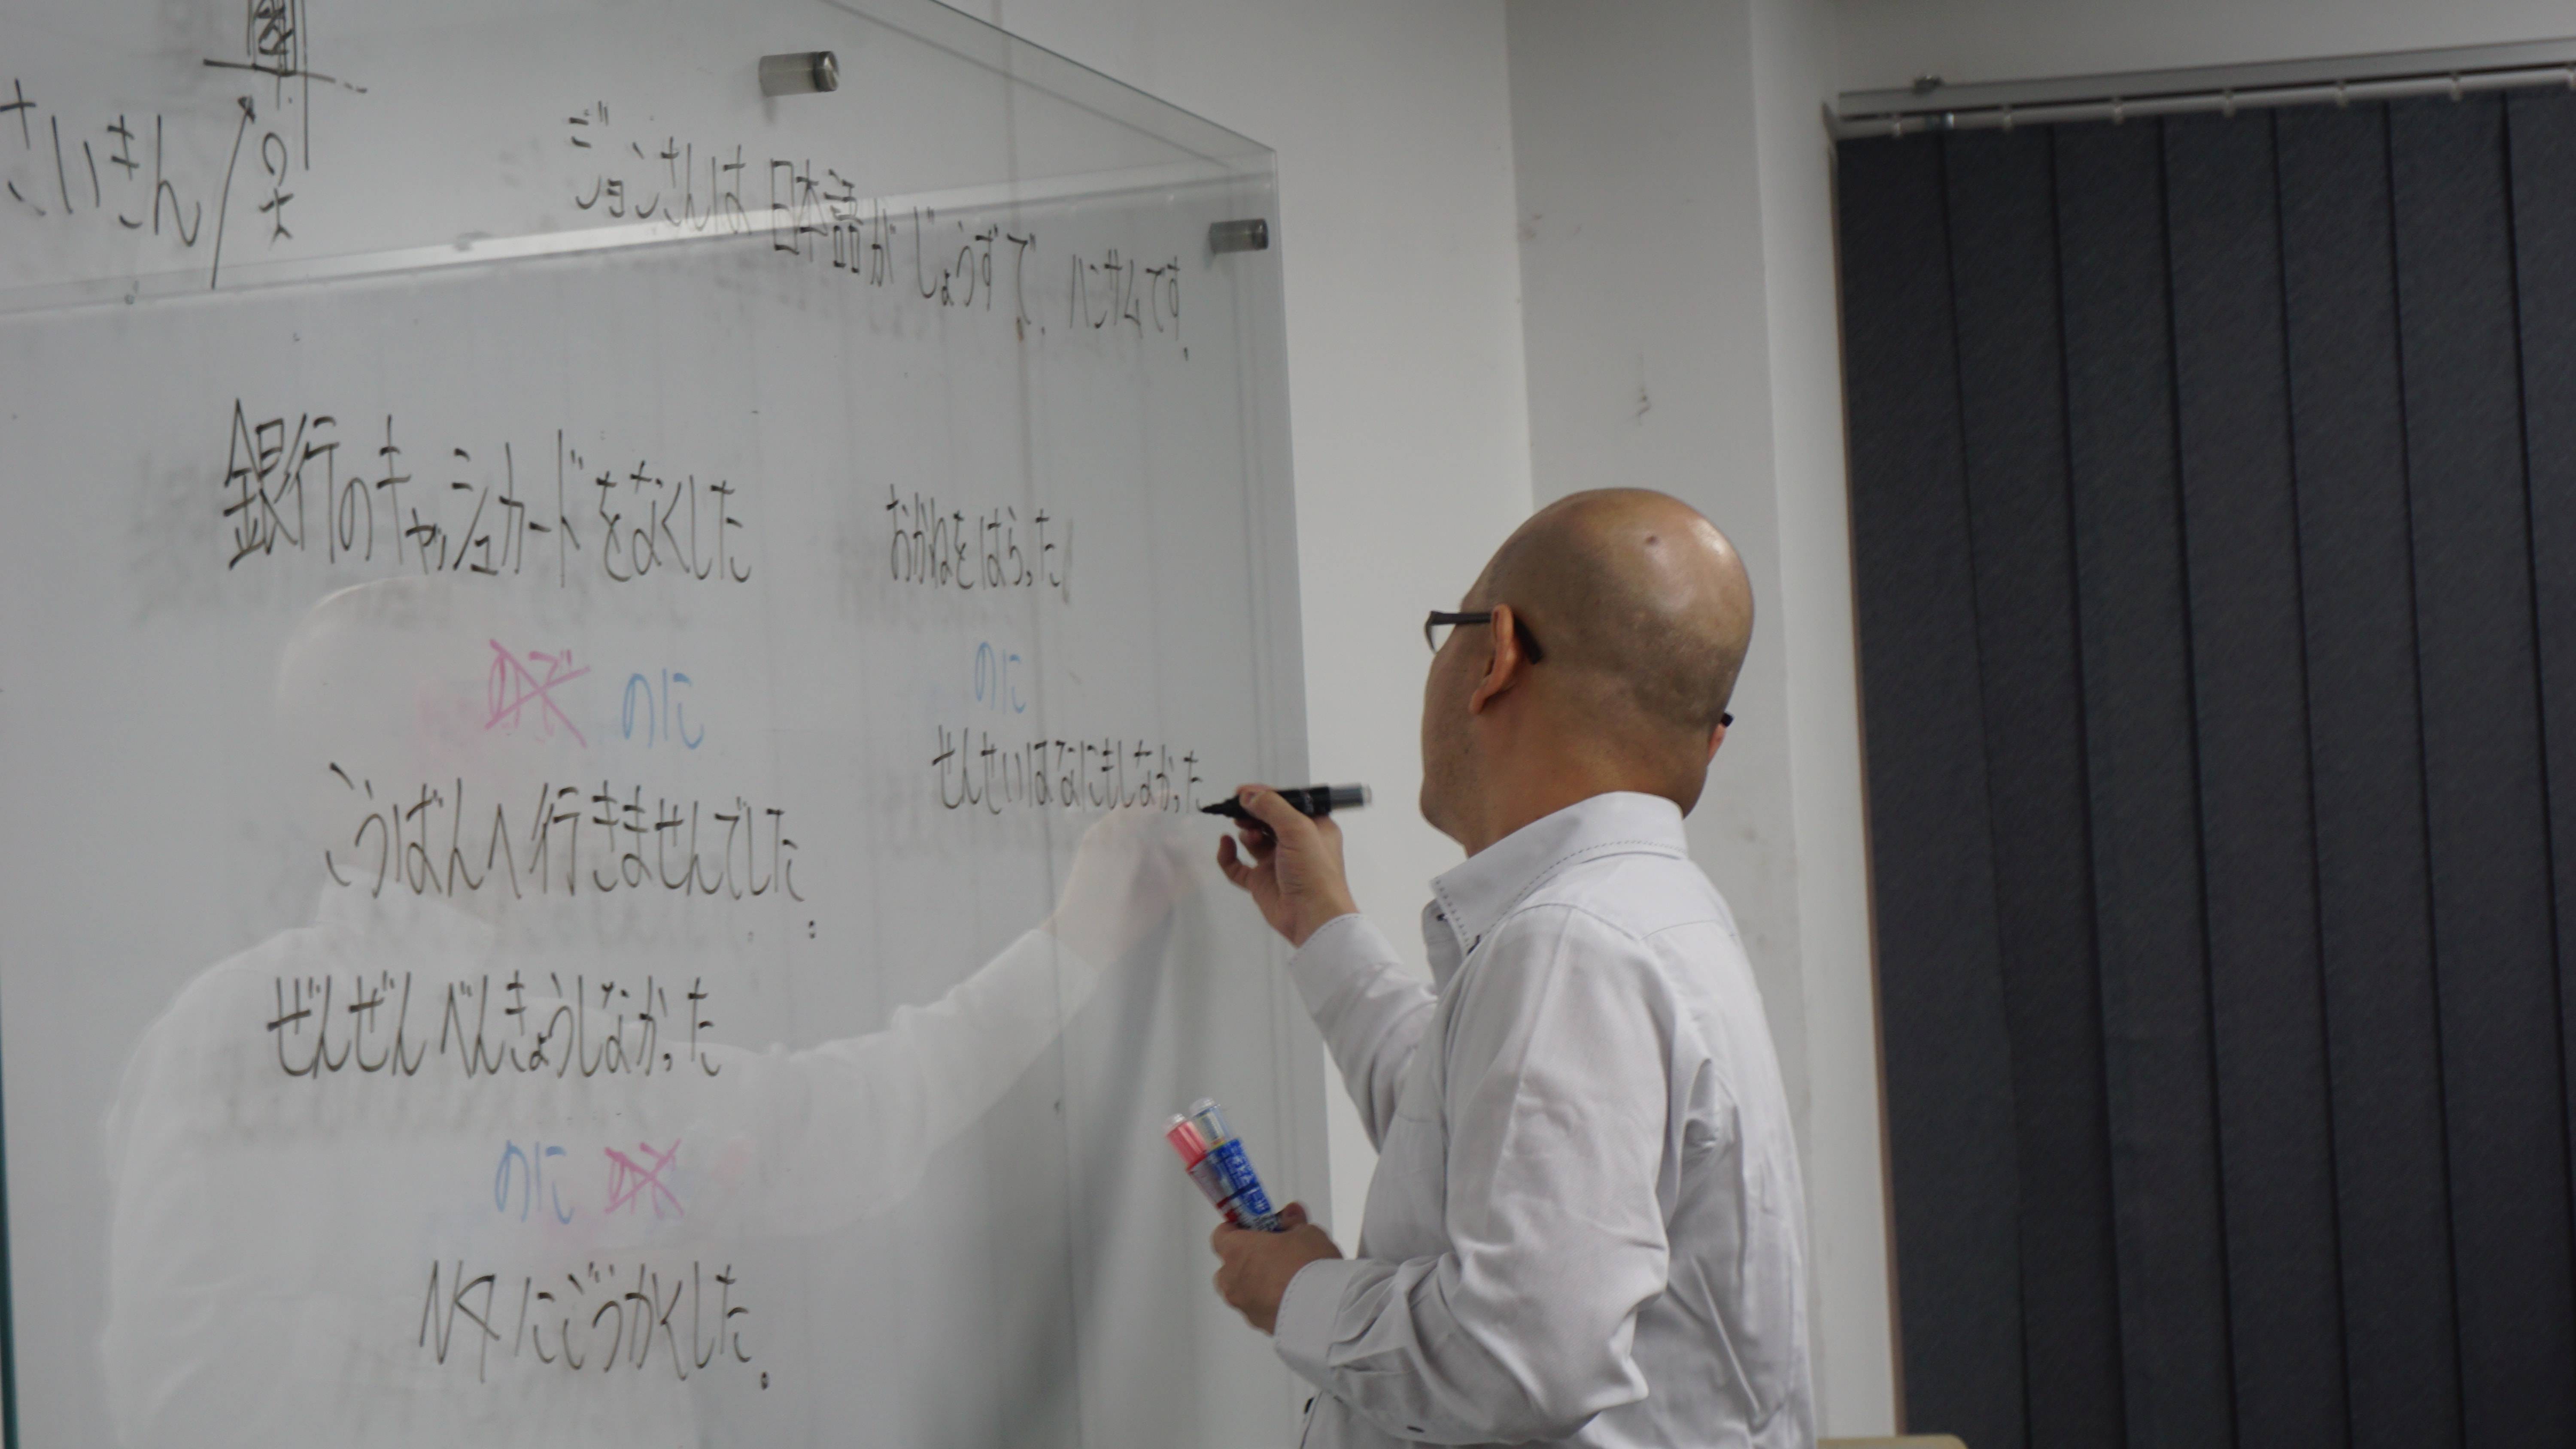 さいきん
ジョンさんは日本語がじょうずで、ハンサムです。
銀行のキャッシュカードをなくした
ので のに
こうばんへ行きませんでした。
ぜんぜんべんきょうしなかった
のに ので
N4にごうかくした。
おかねをはらった
のに
せんせいはなにもしなかった